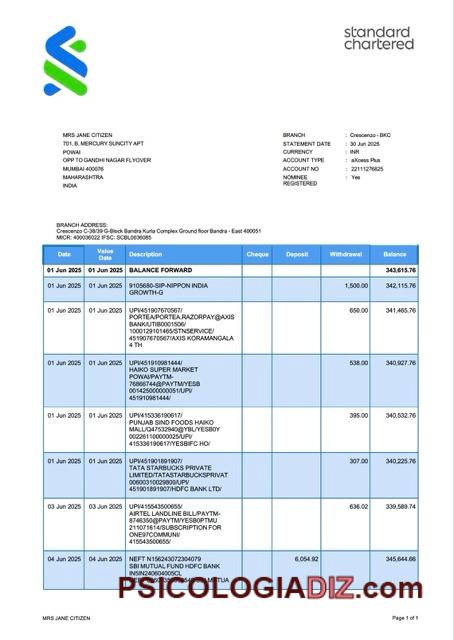 standard
chartered
MRS JANE CITIZEN
701, B, MERCURY SUNCITY APT
POWAI
OPP TO GANDHI NAGAR FLYOVER
MUMBAI 400076
MAHARASHTRA
INDIA
BRANCH : Crescenzo - BKC
STATEMENT DATE : 30 Jun 2025
CURRENCY : INR
ACCOUNT TYPE : aXcess Plus
ACCOUNT NO : 22111276825
NOMINEE : Yes
REGISTERED
BRANCH ADDRESS:
Crescenzo C-38/39 G-Block Bandra Kurla Complex Ground floor Bandra - East 400051
MICR: 400036022 IFSC: SCBL0036085
Date Value Date Description Cheque Deposit Withdrawal Balance
01 Jun 2025 01 Jun 2025 BALANCE FORWARD 343,615.76
01 Jun 2025 01 Jun 2025 9105680-SIP-NIPPON INDIA 1,500.00 342,115.76
GROWTH-G
01 Jun 2025 01 Jun 2025 UPI/451907670567/ 650.00 341,465.76
PORTEA/PORTEA.RAZORPAY@AXIS
BANK/UTIB0001506/
1000129101465/STNSERVICE/
451907670567/AXIS KORAMANGALA
4 TH
01 Jun 2025 01 Jun 2025 UPI/451910981444/ 538.00 340,927.76
HAIKO SUPER MARKET
POWAI/PAYTM-
76866744@PAYTM/YESB
001425000000051/UPI/
451910981444/
01 Jun 2025 01 Jun 2025 UPI/415336190617/ 395.00 340,532.76
PUNJAB SIND FOODS HAIKO
MALL/Q47532940@YBL/YESB0Y
002261100000025/UPI/
415336190617/YESBIFC HO/
01 Jun 2025 01 Jun 2025 UPI/451901891907/ 307.00 340,225.76
TATA STARBUCKS PRIVATE
LIMITED/TATASTARBUCKSPRIVAT
00600310029800/UPI/
451901891907/HDFC BANK LTD/
03 Jun 2025 01 Jun 2025 UPI/415543500655/ 636.02 339,589.74
AIRTEL LANDLINE BILL/PAYTM-
8746350@PAYTM/YESB0PTMU
211071614/SUBSCRIPTION FOR
ONE97COMMUNI/
415543500655/
04 Jun 2025 04 Jun 2025 NEFT N156243072304079 6,054.92 345,644.66
SBI MUTUAL FUND HDFC BANK
IN5IN240604005CL
PSICOLOGIADIZ.com
MRS JANE CITIZEN
Page 1 of 1